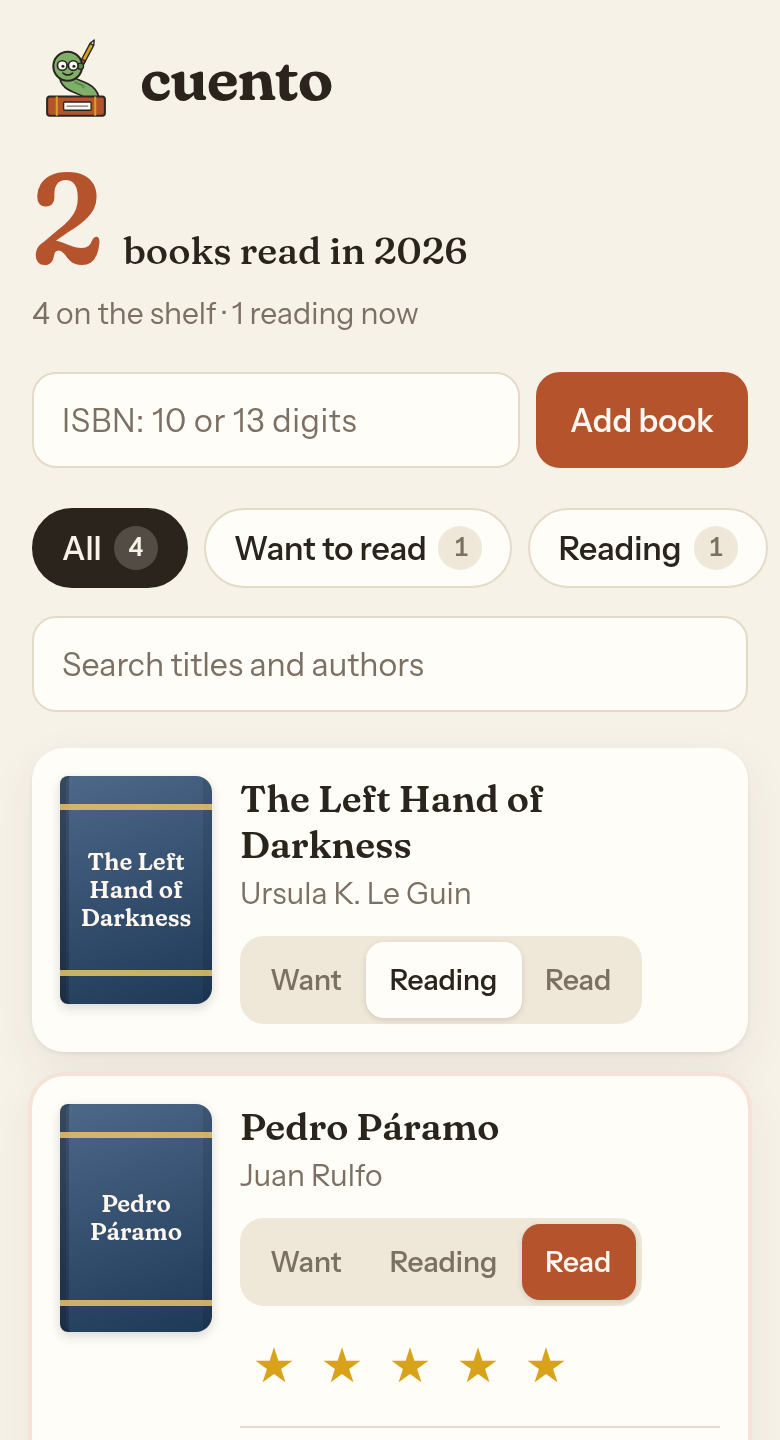 cuento
2 books read in 2026
4 on the shelf · 1 reading now
ISBN: 10 or 13 digits
Add book
All 4
Want to read 1
Reading 1
Search titles and authors
The Left
Hand of
Darkness
The Left Hand of
Darkness
Ursula K. Le Guin
Want Reading Read
Pedro
Páramo
Pedro Páramo
Juan Rulfo
Want Reading Read